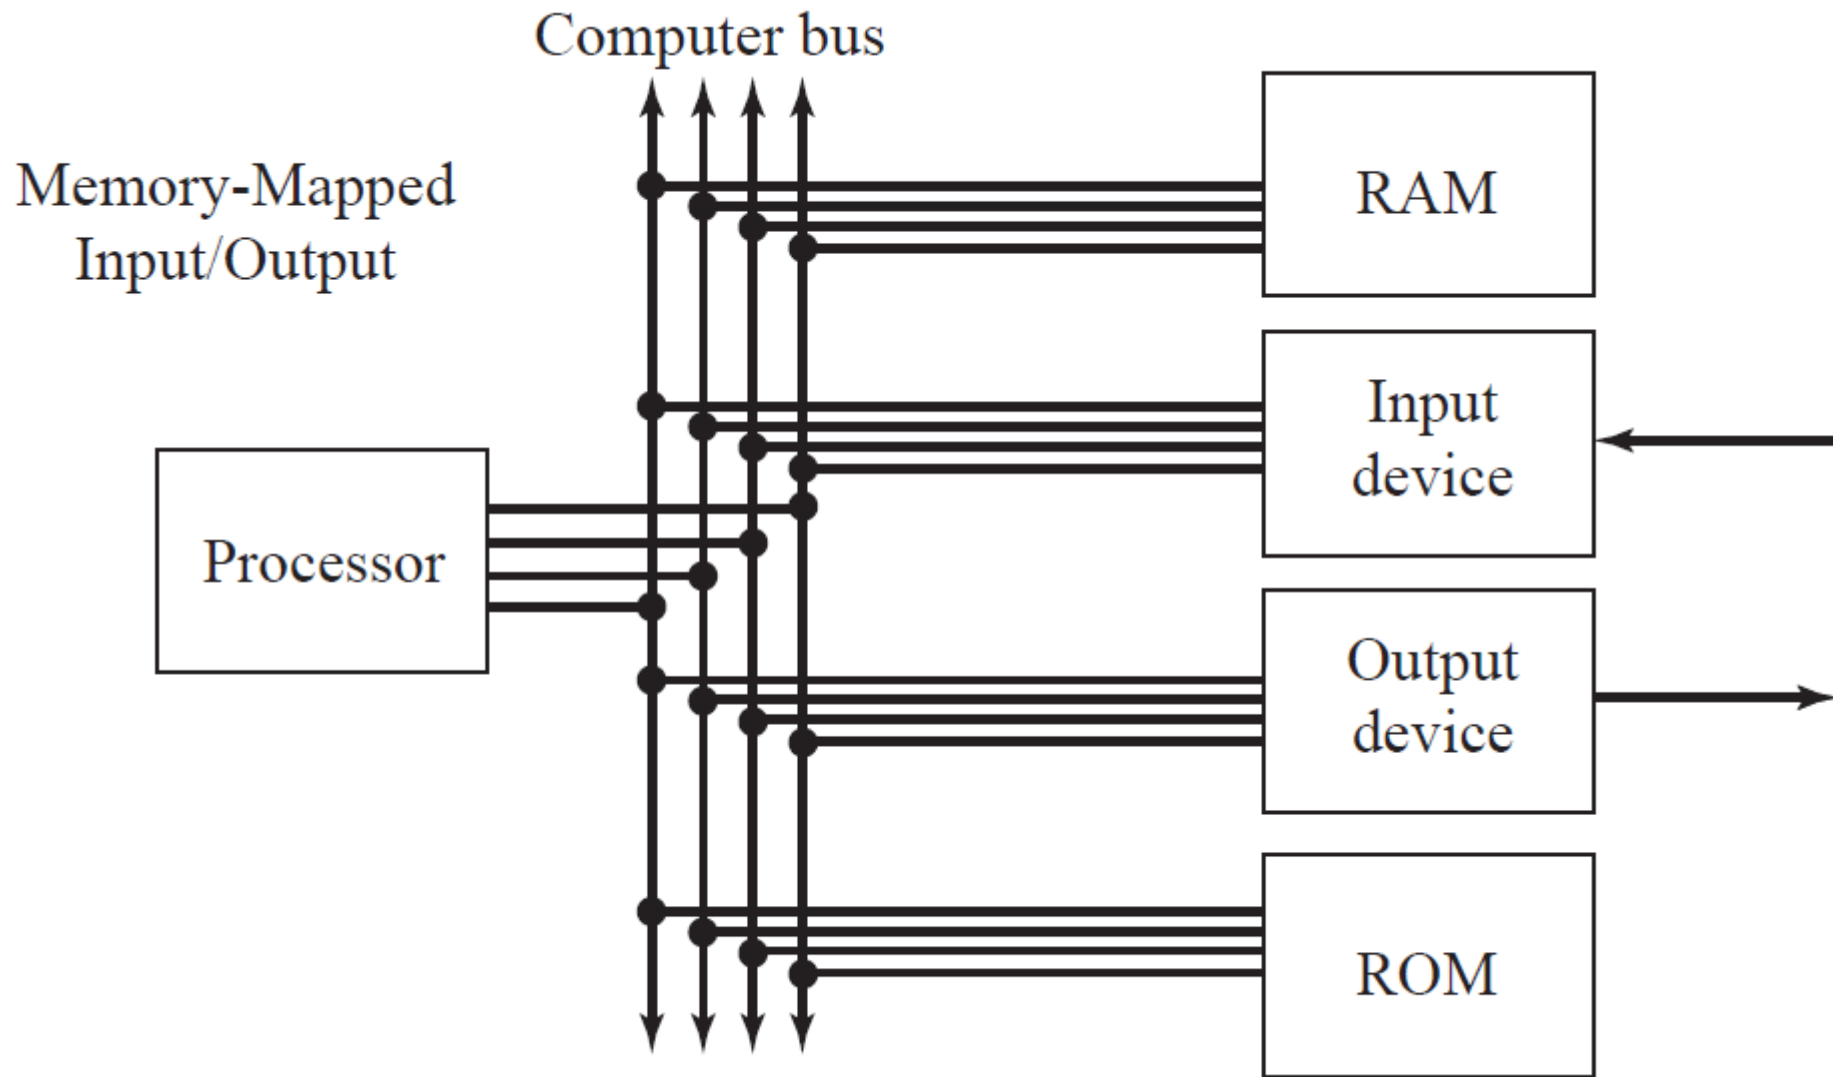 Computer bus
Memory-Mapped
Input/Output
RAM
Input
device
Processor
Output
device
ROM